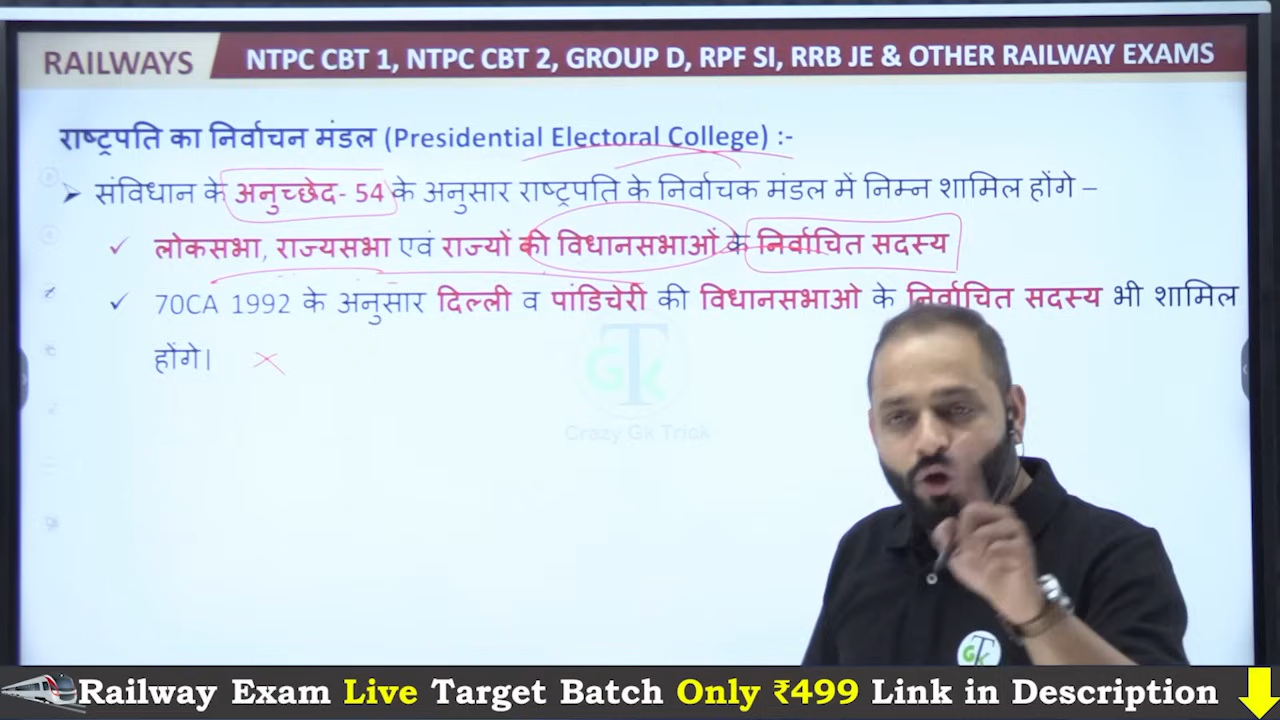 RAILWAYS
NTPC CBT 1, NTPC CBT 2, GROUP D, RPF SI, RRB JE & OTHER RAILWAY EXAMS
राष्ट्रपति का निर्वाचन मंडल (Presidential Electoral College) :-
➤ संविधान के अनुच्छेद- 54 के अनुसार राष्ट्रपति के निर्वाचक मंडल में निम्न शामिल होंगे –
✓ लोकसभा, राज्यसभा एवं राज्यों की विधानसभाओं के निर्वाचित सदस्य
✓ 70CA 1992 के अनुसार दिल्ली व पांडिचेरी की विधानसभाओ के निर्वाचित सदस्य भी शामिल
होंगे।
GTK
Crazy Gk Trick
GTK
Railway Exam Live Target Batch Only ₹499 Link in Description